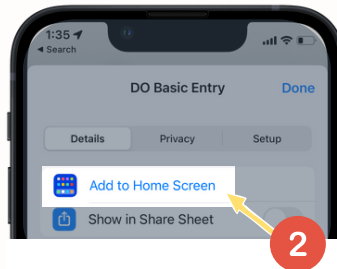 1:35
Search
DO Basic Entry
Done
Details
Privacy
Setup
Add to Home Screen
Show in Share Sheet
2